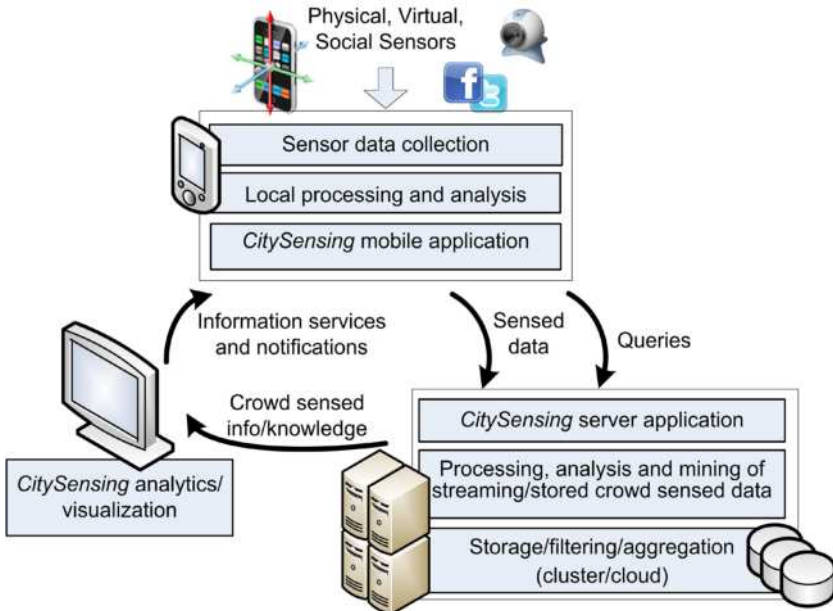 Physical, Virtual,
Social Sensors
f
t
Sensor data collection
Local processing and analysis
CitySensing mobile application
Information services
and notifications
Sensed
data
Queries
Crowd sensed
info/knowledge
CitySensing server application
Processing, analysis and mining of
streaming/stored crowd sensed data
CitySensing analytics/
visualization
Storage/filtering/aggregation
(cluster/cloud)